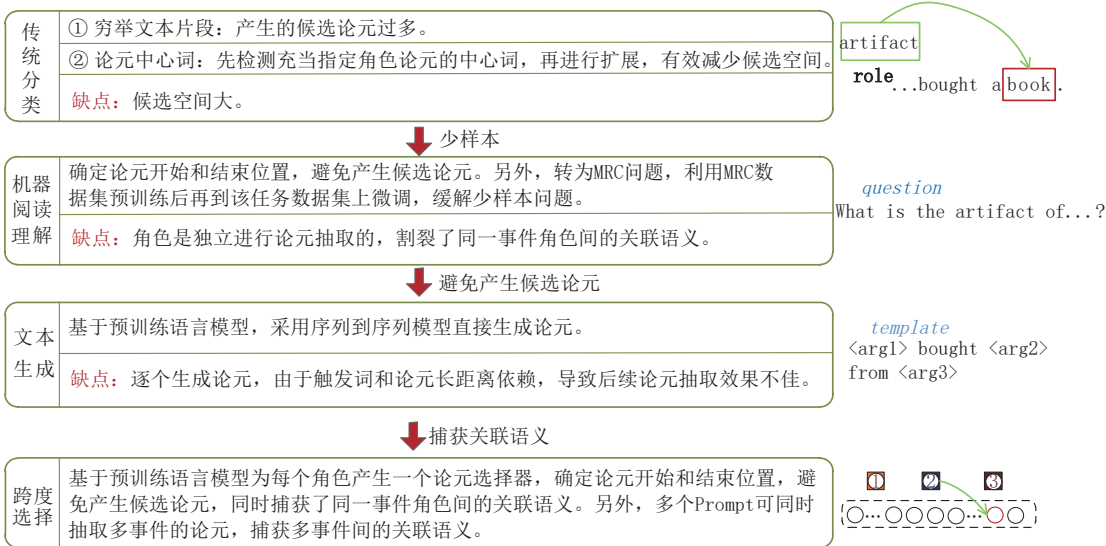 传统分类
① 穷举文本片段：产生的候选论元过多。
② 论元中心词：先检测充当指定角色论元的中心词，再进行扩展，有效减少候选空间。
缺点：候选空间大。
artifact
role
...bought a book.
少样本
机器阅读理解
确定论元开始和结束位置，避免产生候选论元。另外，转为MRC问题，利用MRC数
据集预训练后再到该任务数据集上微调，缓解少样本问题。
缺点：角色是独立进行论元抽取的，割裂了同一事件角色间的关联语义。
question
What is the artifact of...?
避免产生候选论元
文本生成
基于预训练语言模型，采用序列到序列模型直接生成论元。
缺点：逐个生成论元，由于触发词和论元长距离依赖，导致后续论元抽取效果不佳。
template
<arg1> bought <arg2>
from <arg3>
捕获关联语义
跨度选择
基于预训练语言模型为每个角色产生一个论元选择器，确定论元开始和结束位置，避
免产生候选论元，同时捕获了同一事件角色间的关联语义。另外，多个Prompt可同时
抽取多事件的论元，捕获多事件间的关联语义。
① ② ③
... ...